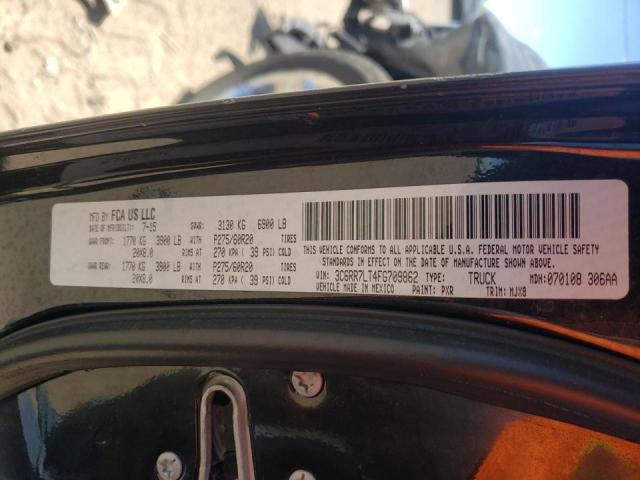 MFD BY FCA US LLC
DATE OF MFR/BUILT: 7-15 GVWR: 3130 KG 6900 LB
GAWR FRONT: 1770 KG 3900 LB WITH P275/60R20 TIRES
20X8.0 RIMS AT 270 KPA ( 39 PSI) COLD
GAWR REAR: 1770 KG 3900 LB WITH P275/60R20 TIRES
20X8.0 RIMS AT 270 KPA ( 39 PSI) COLD
THIS VEHICLE CONFORMS TO ALL APPLICABLE U.S.A. FEDERAL MOTOR VEHICLE SAFETY
STANDARDS IN EFFECT ON THE DATE OF MANUFACTURE SHOWN ABOVE.
VIN: 3C6RR7LT4FG709862 TYPE: TRUCK MDH: 070108 306AA
VEHICLE MADE IN MEXICO PAINT: PXR TRIM: MJX8